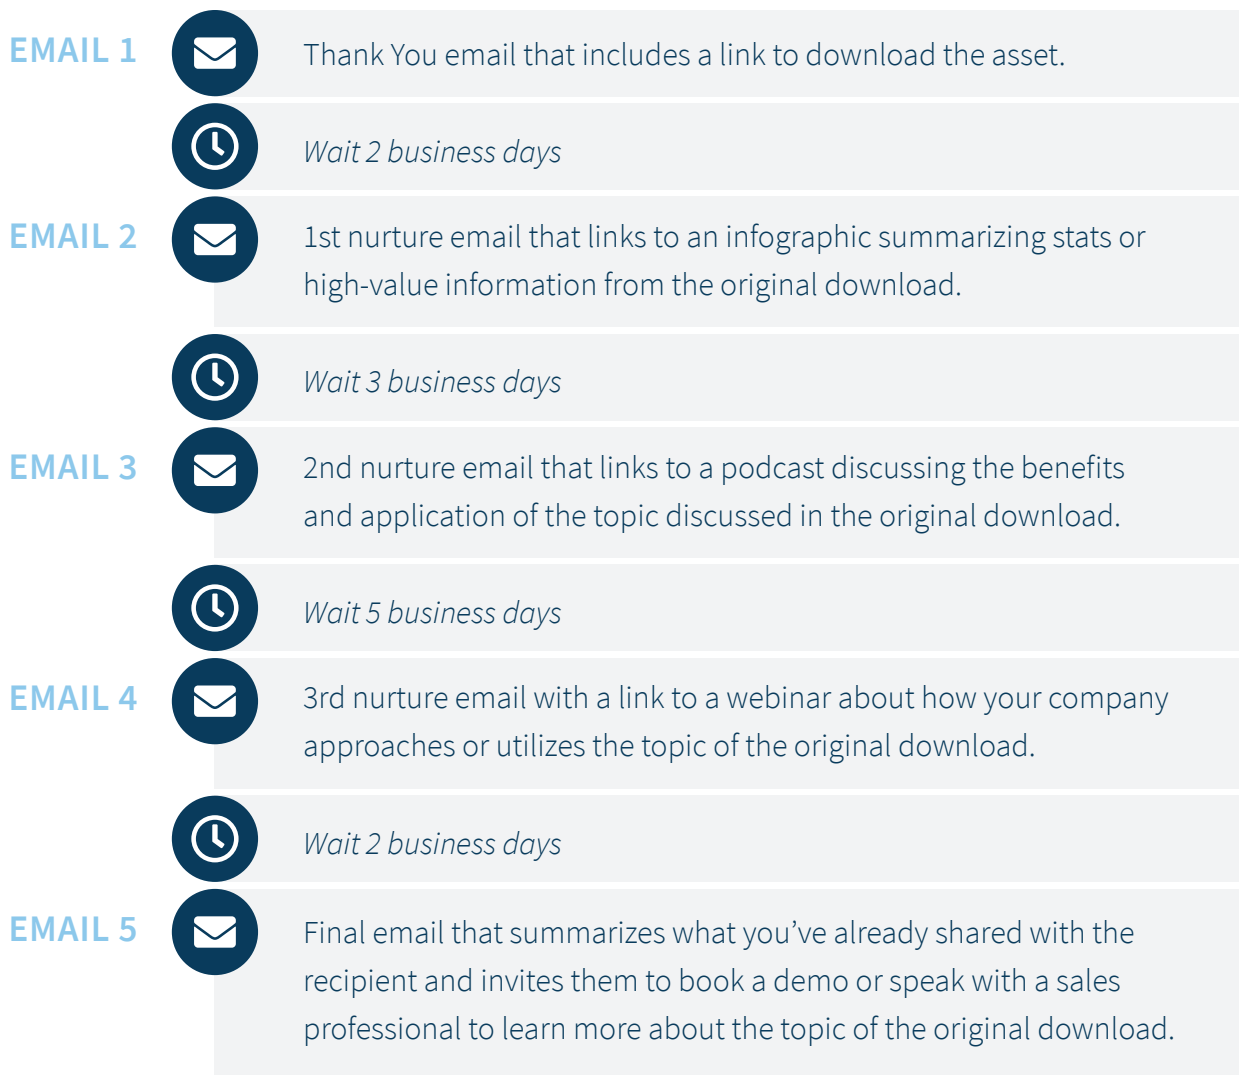 EMAIL 1
Thank You email that includes a link to download the asset.
Wait 2 business days
EMAIL 2
1st nurture email that links to an infographic summarizing stats or
high-value information from the original download.
Wait 3 business days
EMAIL 3
2nd nurture email that links to a podcast discussing the benefits
and application of the topic discussed in the original download.
Wait 5 business days
EMAIL 4
3rd nurture email with a link to a webinar about how your company
approaches or utilizes the topic of the original download.
Wait 2 business days
EMAIL 5
Final email that summarizes what you’ve already shared with the
recipient and invites them to book a demo or speak with a sales
professional to learn more about the topic of the original download.